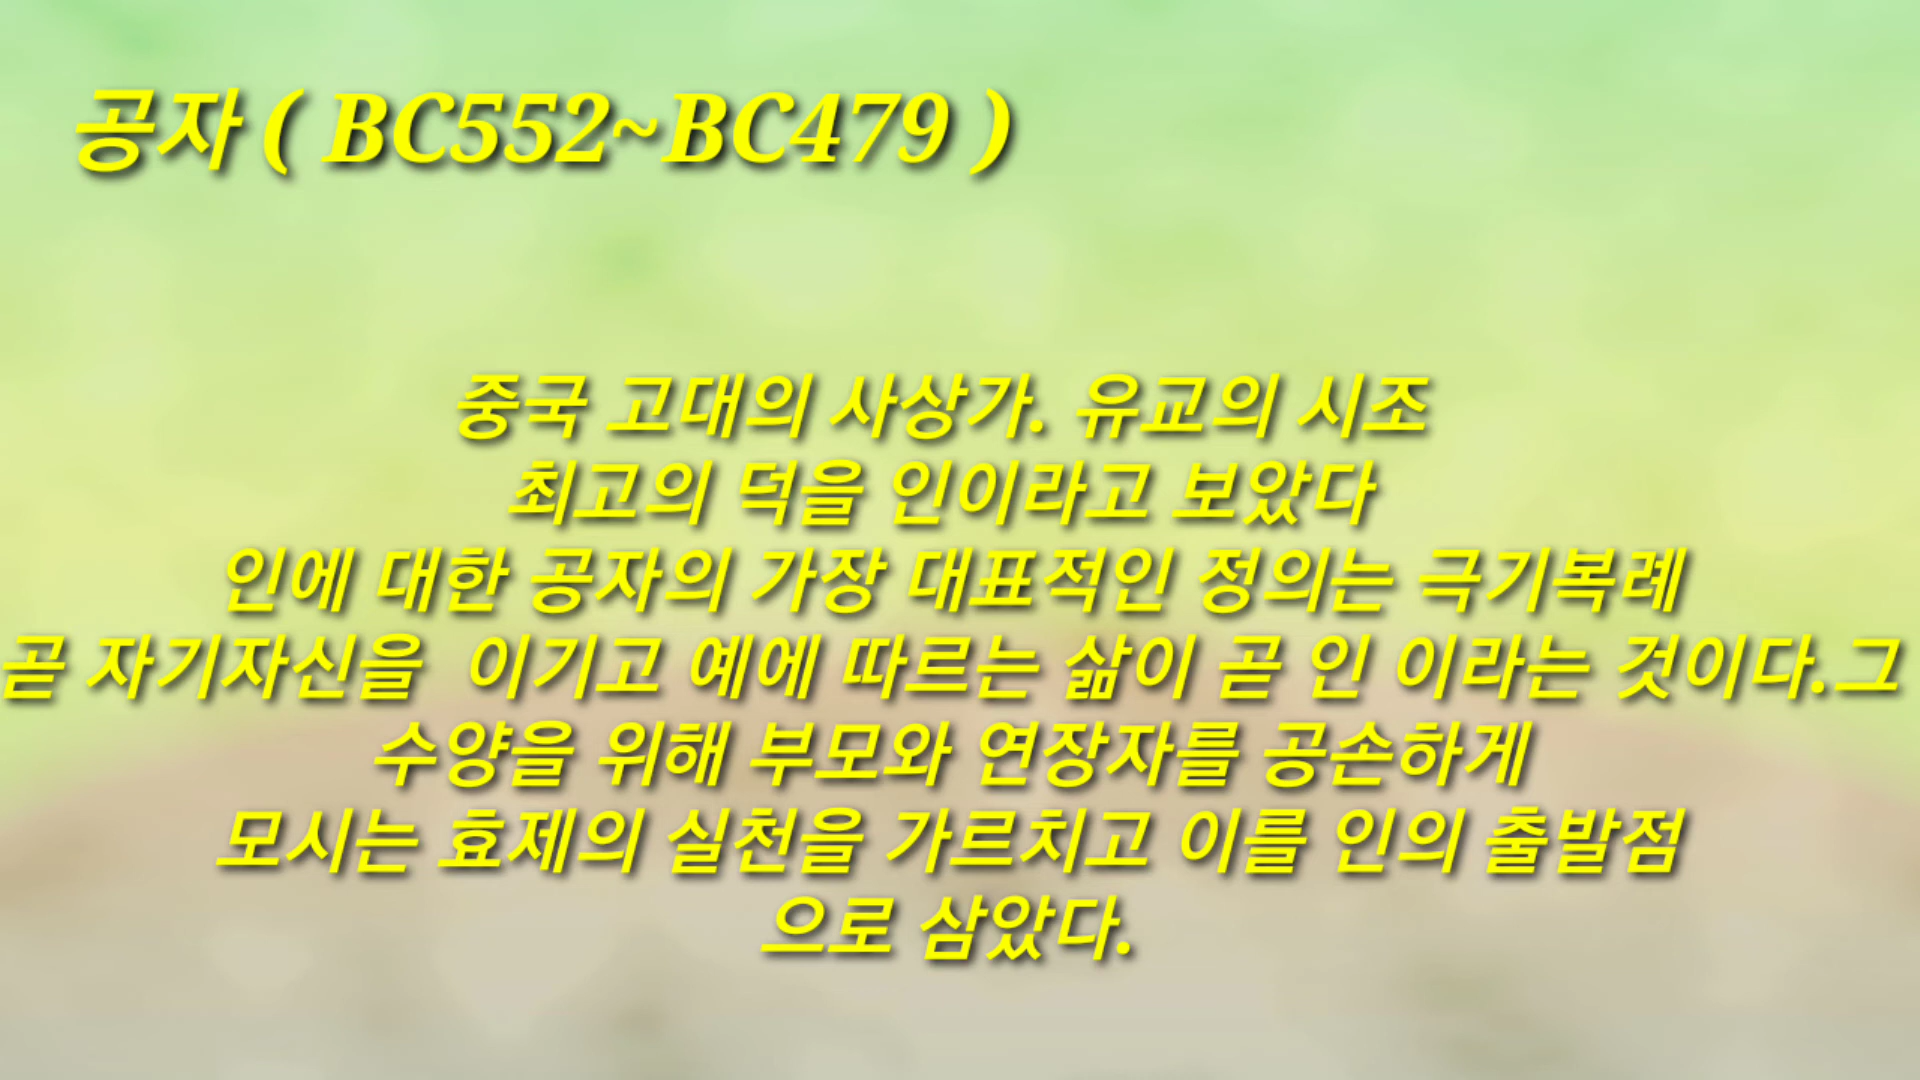 공자 ( BC552~BC479 )
중국 고대의 사상가. 유교의 시조
최고의 덕을 인이라고 보았다
인에 대한 공자의 가장 대표적인 정의는 극기복례
곧 자기자신을  이기고 예에 따르는 삶이 곧 인 이라는 것이다.그
수양을 위해 부모와 연장자를 공손하게
모시는 효제의 실천을 가르치고 이를 인의 출발점
으로 삼았다.